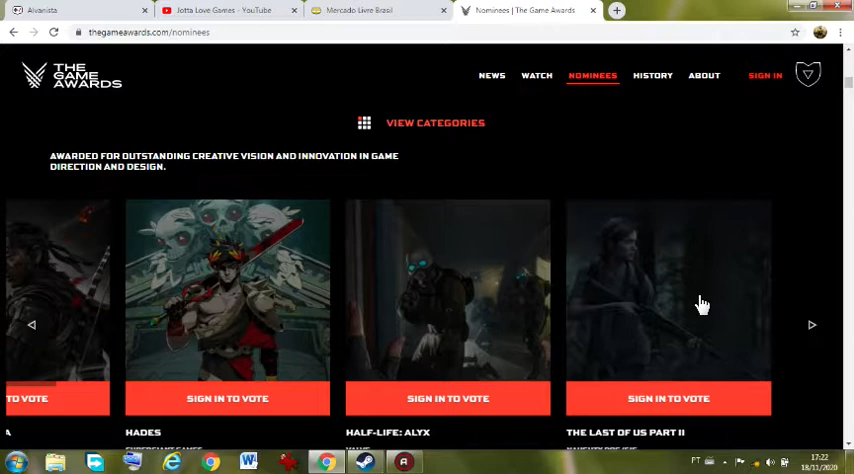 Alvanista
Jotta Love Games - YouTube
Mercado Livre Brasil
Nominees | The Game Awards
thegameawards.com/nominees
THE
GAME
AWARDS
NEWS WATCH NOMINEES HISTORY ABOUT SIGN IN
VIEW CATEGORIES
AWARDED FOR OUTSTANDING CREATIVE VISION AND INNOVATION IN GAME
DIRECTION AND DESIGN.
TO VOTE SIGN IN TO VOTE SIGN IN TO VOTE SIGN IN TO VOTE
A HADES HALF-LIFE: ALYX THE LAST OF US PART II
PT
17:22
18/11/2020